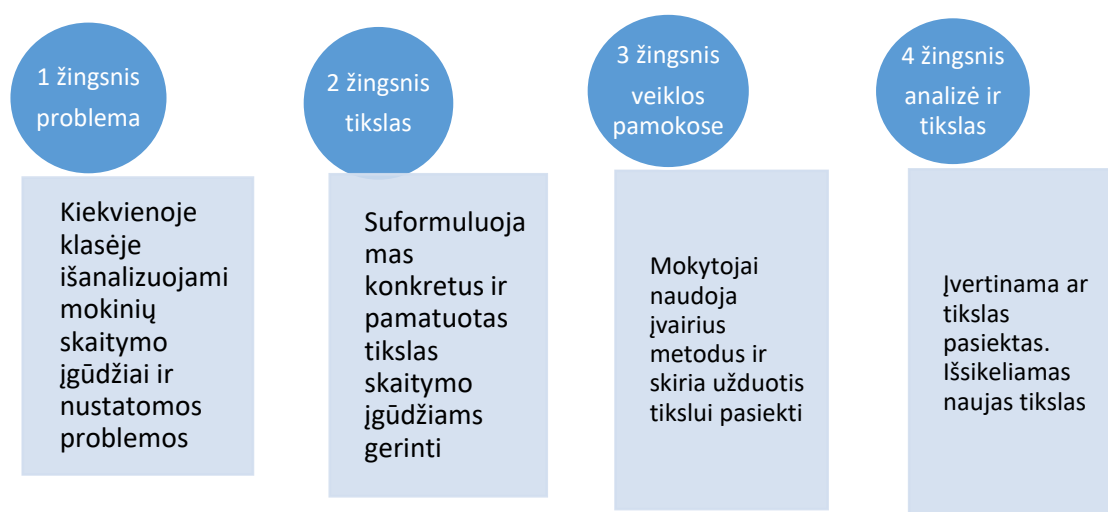 1 žingsnis
problema
Kiekvienoje
klasėje
išanalizuojami
mokinių
skaitymo
įgūdžiai ir
nustatomos
problemos
2 žingsnis
tikslas
Suformuluoja
mas
konkretus ir
pamatuotas
tikslas
skaitymo
įgūdžiams
gerinti
3 žingsnis
veiklos
pamokose
Mokytojai
naudoja
įvairius
metodus ir
skiria užduotis
tikslui pasiekti
4 žingsnis
analizė ir
tikslas
Įvertinama ar
tikslas
pasiektas.
Išsikeliamas
naujas tikslas